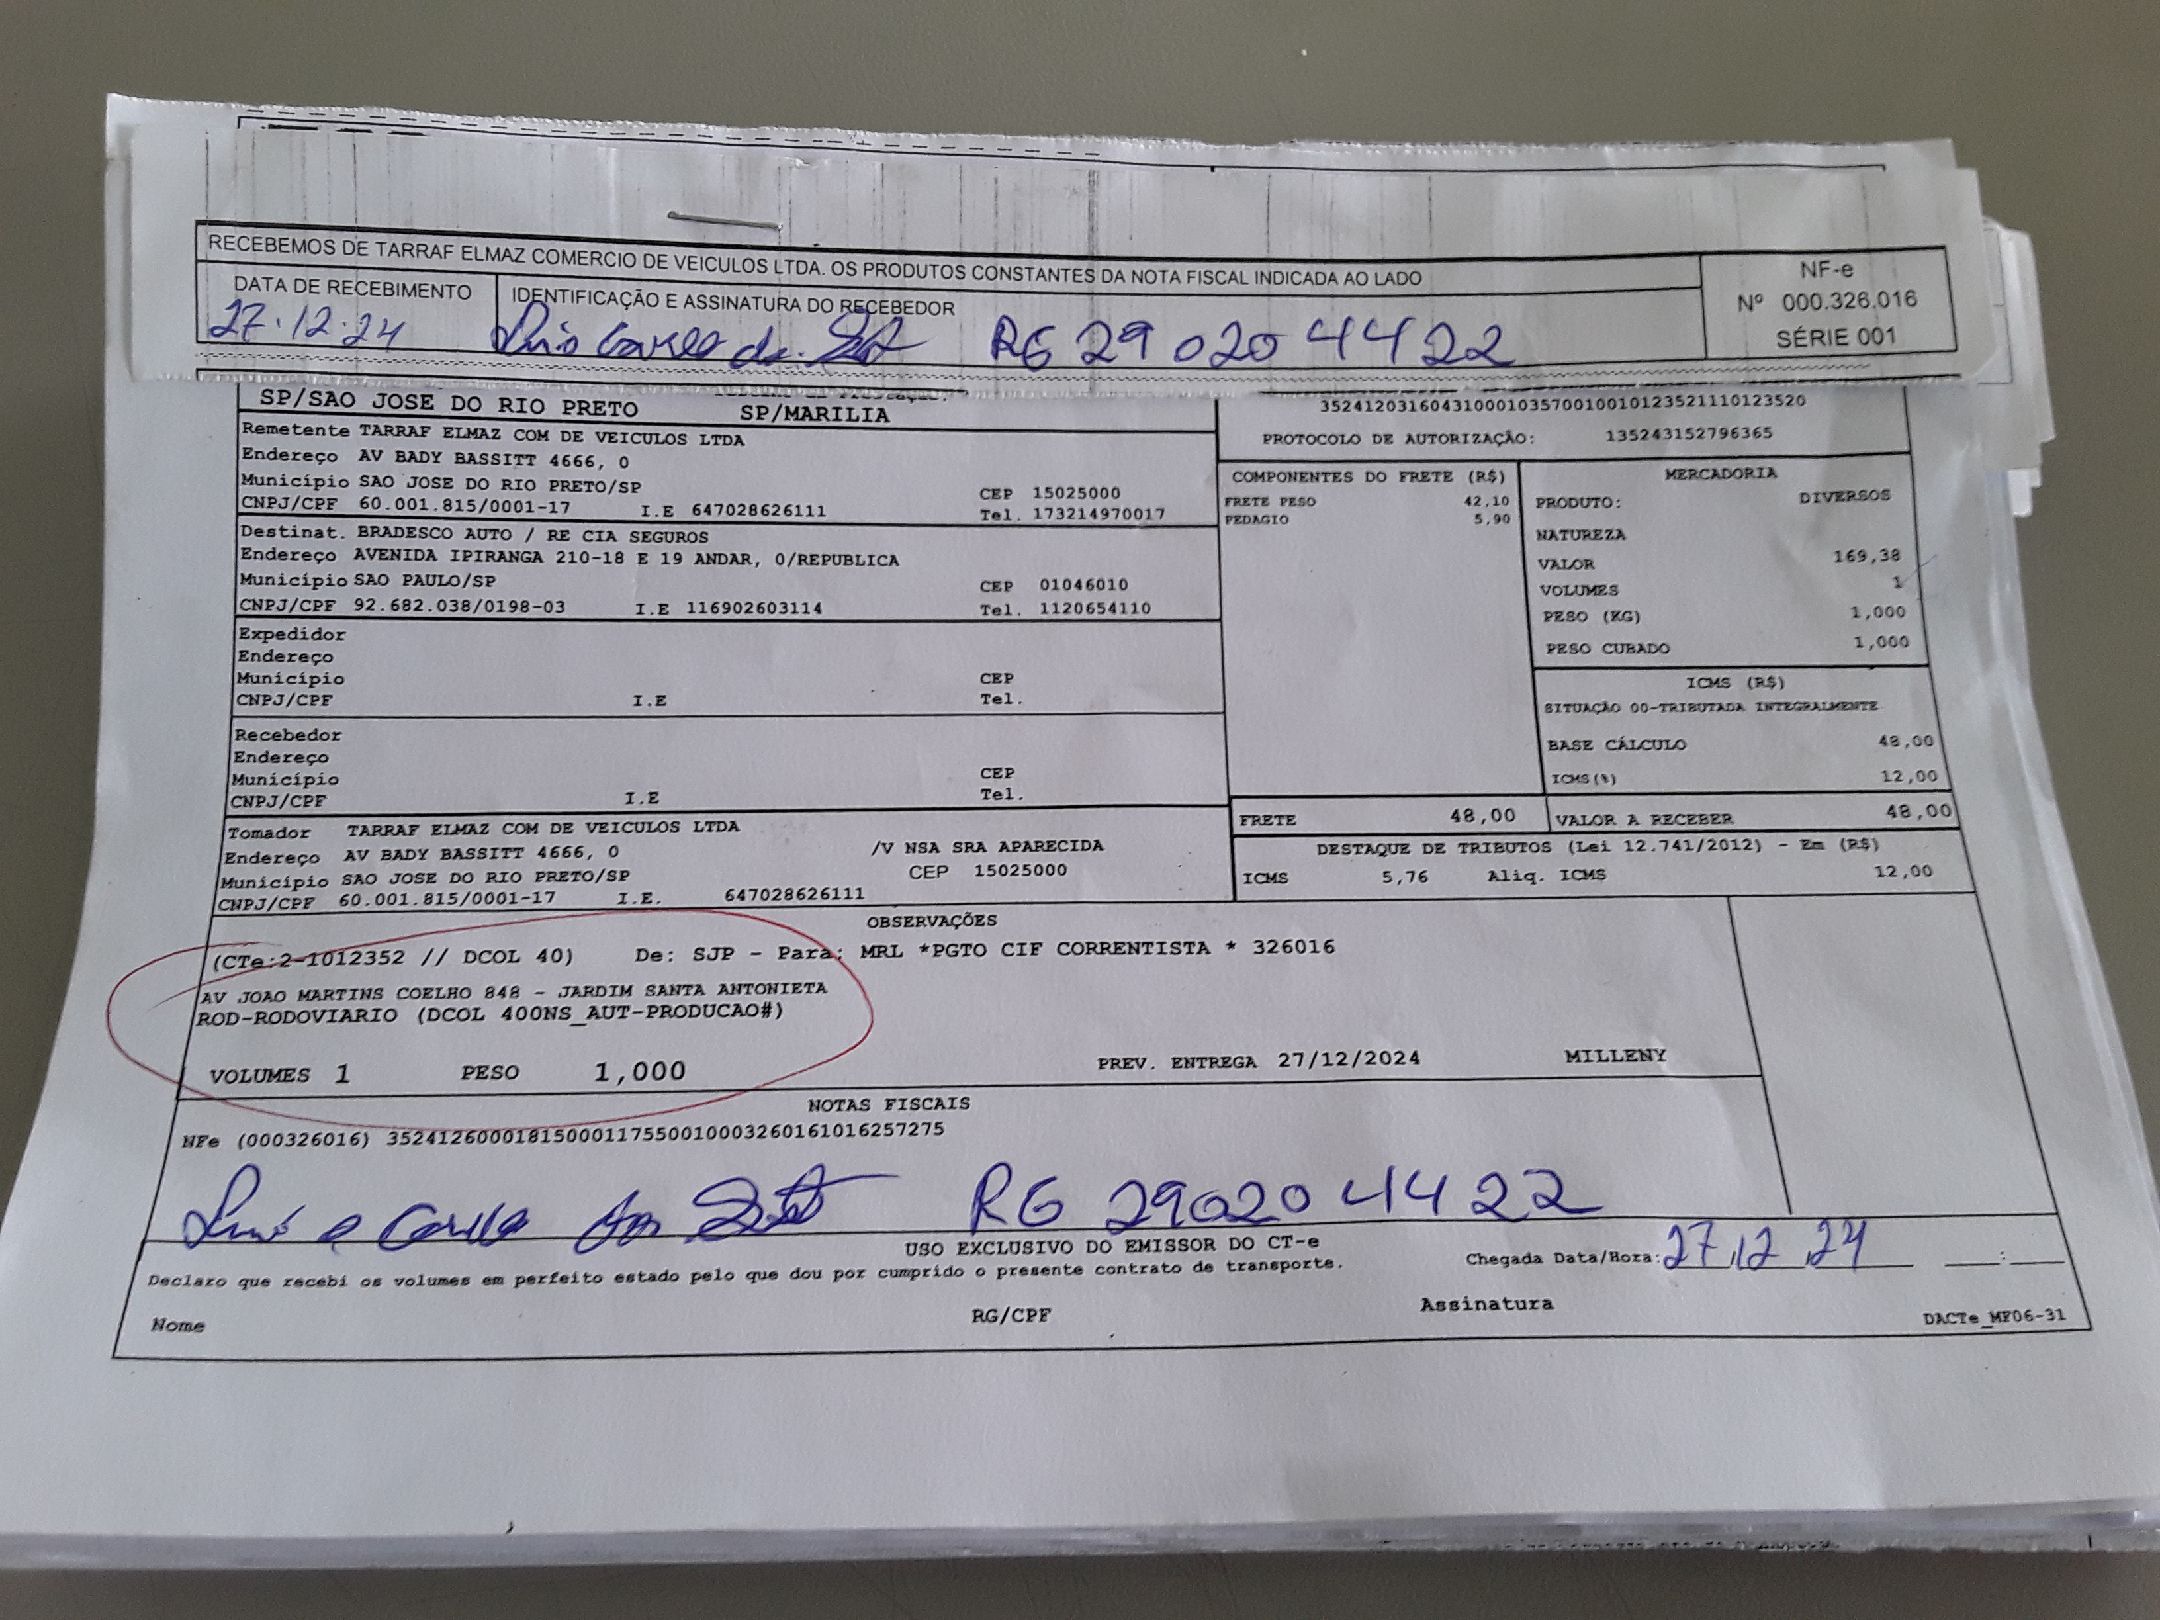 RECEBEMOS DE TARRAF ELMAZ COMERCIO DE VEICULOS LTDA. OS PRODUTOS CONSTANTES DA NOTA FISCAL INDICADA AO LADO
NF-e
Nº 000.326.016
SÉRIE 001
DATA DE RECEBIMENTO
IDENTIFICAÇÃO E ASSINATURA DO RECEBEDOR
27.12.24
RG 290204422
SP/SAO JOSE DO RIO PRETO SP/MARILIA
35241203160431000103570010010123521110123520
PROTOCOLO DE AUTORIZAÇÃO: 135243152796365
Remetente TARRAF ELMAZ COM DE VEICULOS LTDA
Endereço AV BADY BASSITT 4666, 0
Município SAO JOSE DO RIO PRETO/SP CEP 15025000
CNPJ/CPF 60.001.815/0001-17 I.E 647028626111 Tel. 173214970017
Destinat. BRADESCO AUTO / RE CIA SEGUROS
Endereço AVENIDA IPIRANGA 210-18 E 19 ANDAR, 0/REPUBLICA
Município SAO PAULO/SP CEP 01046010
CNPJ/CPF 92.682.038/0198-03 I.E 116902603114 Tel. 1120654110
Expedidor
Endereço
Município CEP
CNPJ/CPF I.E Tel.
Recebedor
Endereço
Município CEP
CNPJ/CPF I.E Tel.
Tomador TARRAF ELMAZ COM DE VEICULOS LTDA
Endereço AV BADY BASSITT 4666, 0 /V NSA SRA APARECIDA
Município SAO JOSE DO RIO PRETO/SP CEP 15025000
CNPJ/CPF 60.001.815/0001-17 I.E. 647028626111
COMPONENTES DO FRETE (R$)
FRETE PESO 42,10
PEDAGIO 5,90
MERCADORIA
PRODUTO: DIVERSOS
NATUREZA
VALOR 169,38
VOLUMES 1
PESO (KG) 1,000
PESO CUBADO 1,000
ICMS (R$)
SITUAÇÃO 00-TRIBUTADA INTEGRALMENTE
BASE CÁLCULO 48,00
ICMS(%) 12,00
FRETE 48,00 VALOR A RECEBER 48,00
DESTAQUE DE TRIBUTOS (Lei 12.741/2012) - Em (R$)
ICMS 5,76 Aliq. ICMS 12,00
OBSERVAÇÕES
(CTe:2-1012352 // DCOL 40) De: SJP - Para: MRL *PGTO CIF CORRENTISTA * 326016
AV JOAO MARTINS COELHO 848 - JARDIM SANTA ANTONIETA
ROD-RODOVIARIO (DCOL 400NS_AUT-PRODUCAO#)
VOLUMES 1 PESO 1,000 PREV. ENTREGA 27/12/2024 MILLENY
NOTAS FISCAIS
NFe (000326016) 35241260001815000117550010003260161016257275
RG 290204422
USO EXCLUSIVO DO EMISSOR DO CT-e
Declaro que recebi os volumes em perfeito estado pelo que dou por cumprido o presente contrato de transporte.
Chegada Data/Hora: 27 12 24 :
Nome RG/CPF Assinatura
DACTe_MF06-31